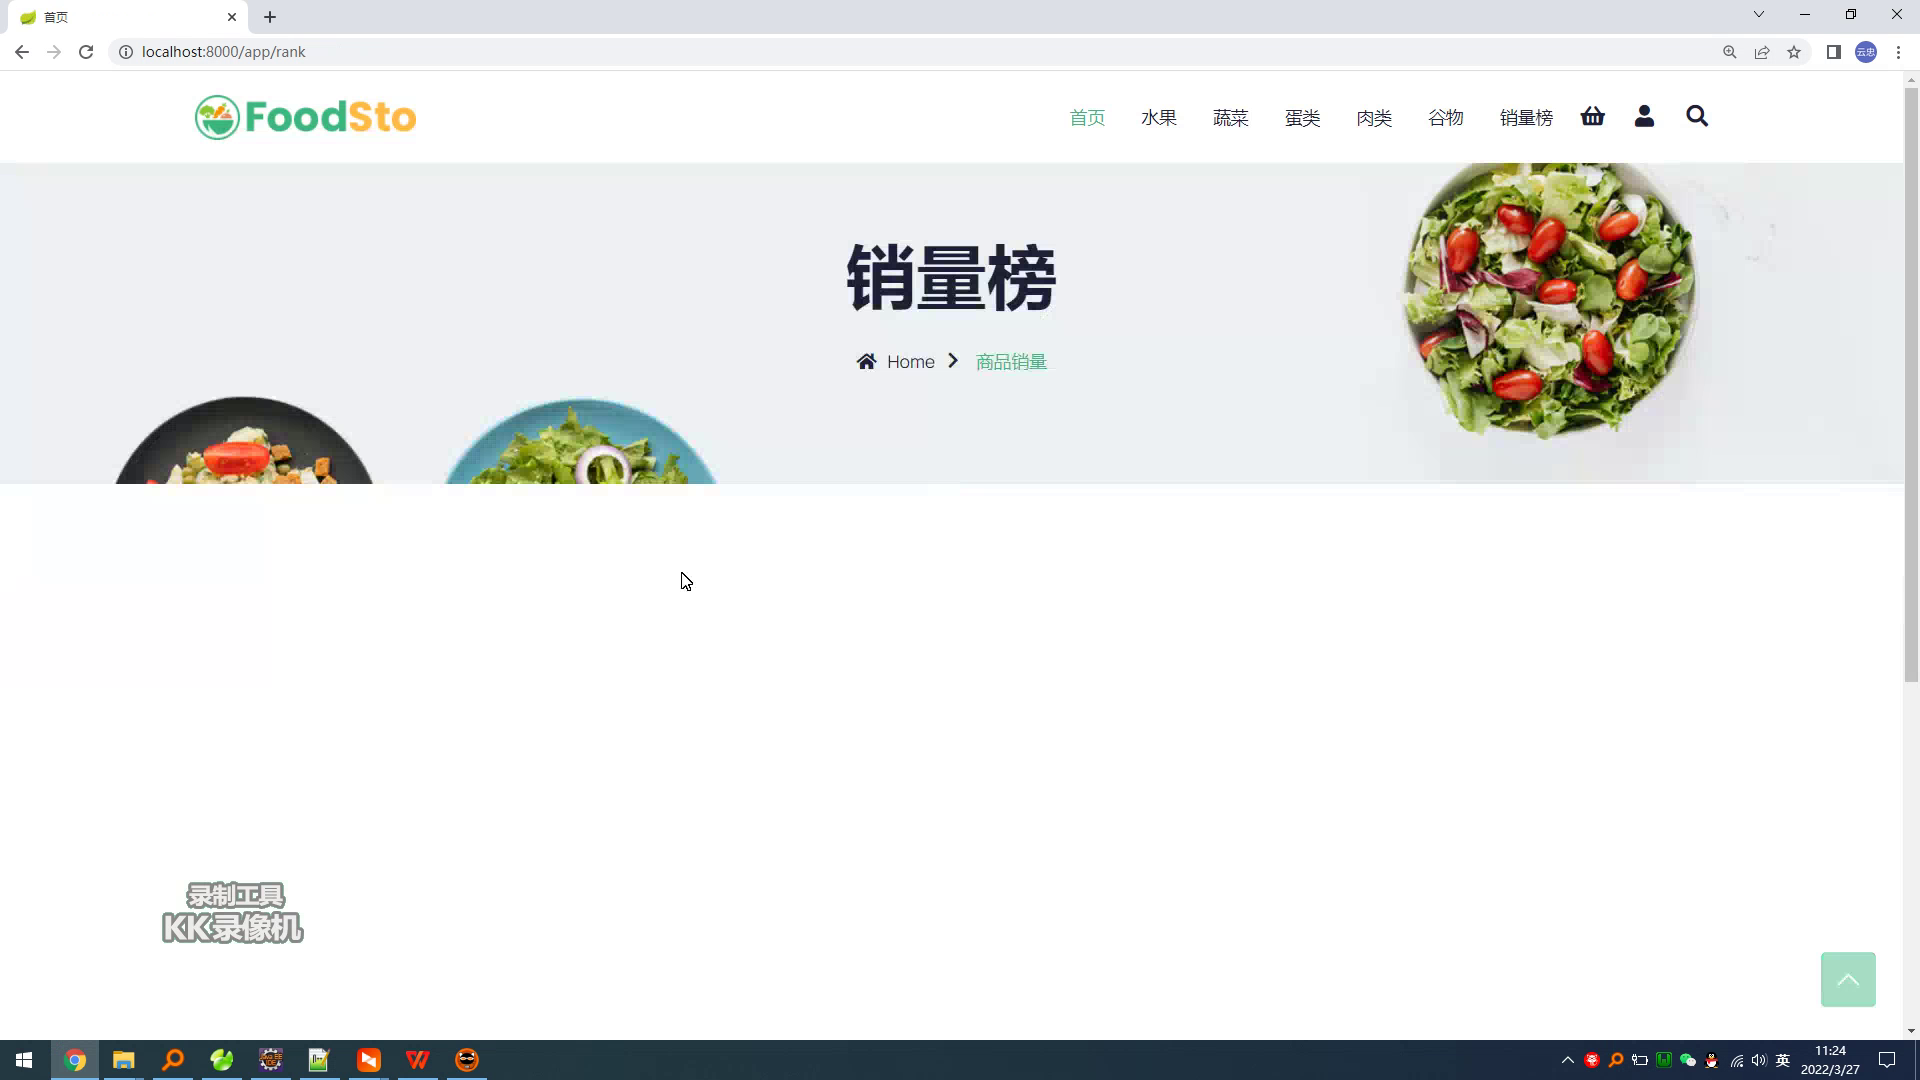 首页
localhost:8000/app/rank
云忠
FoodSto
首页 水果 蔬菜 蛋类 肉类 谷物 销量榜
销量榜
Home 商品销量
录制工具
KK录像机
英
11:24
2022/3/27